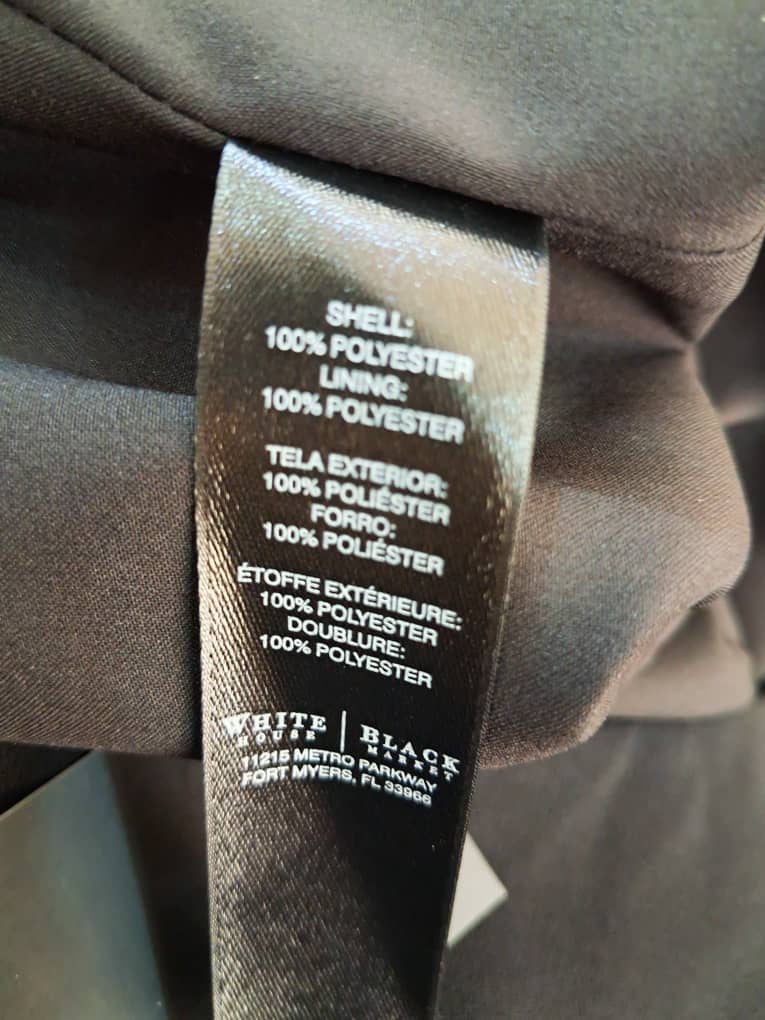 SHELL:
100% POLYESTER
LINING:
100% POLYESTER
TELA EXTERIOR:
100% POLIÉSTER
FORRO:
100% POLIÉSTER
ÉTOFFE EXTÉRIEURE:
100% POLYESTER
DOUBLURE:
100% POLYESTER
WHITE HOUSE | BLACK MARKET
11215 METRO PARKWAY
FORT MYERS, FL 33966